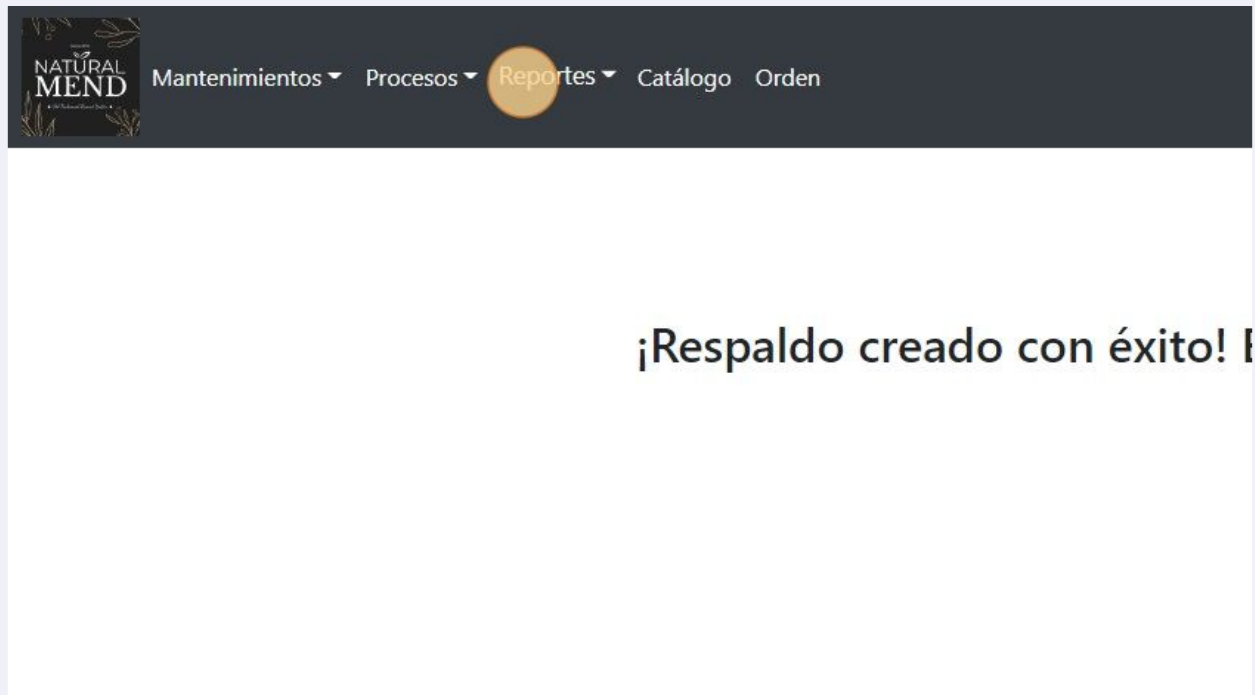 NATURAL
MEND
Mantenimientos Procesos Reportes Catálogo Orden
¡Respaldo creado con éxito!